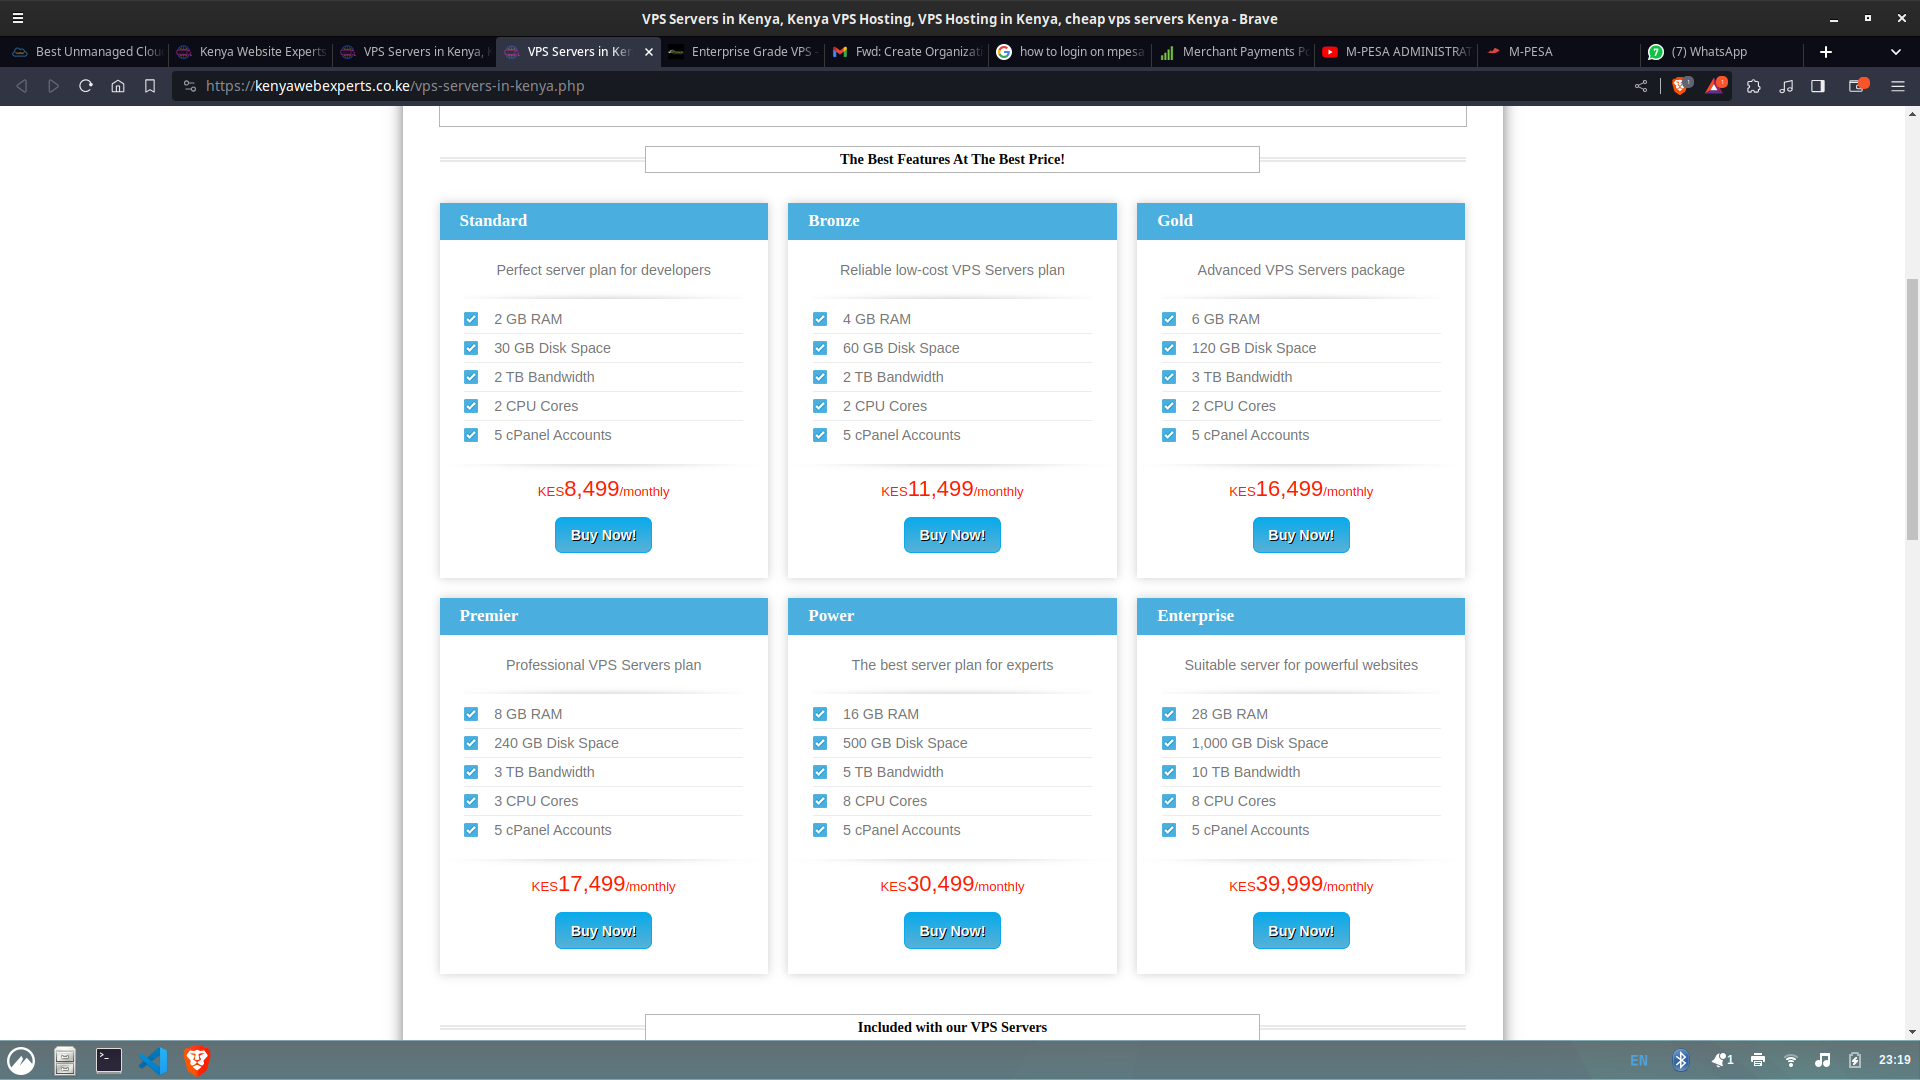 VPS Servers in Kenya, Kenya VPS Hosting, VPS Hosting in Kenya, cheap vps servers Kenya - Brave
Best Unmanaged Clou
Kenya Website Experts
VPS Servers in Kenya,
VPS Servers in Ke
Enterprise Grade VPS
Fwd: Create Organizati
how to login on mpesa
Merchant Payments P
M-PESA ADMINISTRAT
M-PESA
(7) WhatsApp
https://kenyawebexperts.co.ke/vps-servers-in-kenya.php
The Best Features At The Best Price!
Standard
Perfect server plan for developers
2 GB RAM
30 GB Disk Space
2 TB Bandwidth
2 CPU Cores
5 cPanel Accounts
KES8,499/monthly
Buy Now!
Bronze
Reliable low-cost VPS Servers plan
4 GB RAM
60 GB Disk Space
2 TB Bandwidth
2 CPU Cores
5 cPanel Accounts
KES11,499/monthly
Buy Now!
Gold
Advanced VPS Servers package
6 GB RAM
120 GB Disk Space
3 TB Bandwidth
2 CPU Cores
5 cPanel Accounts
KES16,499/monthly
Buy Now!
Premier
Professional VPS Servers plan
8 GB RAM
240 GB Disk Space
3 TB Bandwidth
3 CPU Cores
5 cPanel Accounts
KES17,499/monthly
Buy Now!
Power
The best server plan for experts
16 GB RAM
500 GB Disk Space
5 TB Bandwidth
8 CPU Cores
5 cPanel Accounts
KES30,499/monthly
Buy Now!
Enterprise
Suitable server for powerful websites
28 GB RAM
1,000 GB Disk Space
10 TB Bandwidth
8 CPU Cores
5 cPanel Accounts
KES39,999/monthly
Buy Now!
Included with our VPS Servers
EN
1
23:19